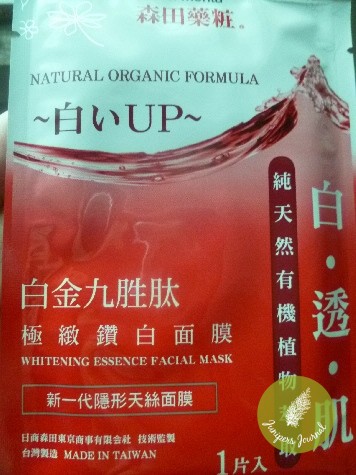 森田藥粧®
NATURAL ORGANIC FORMULA
~白いUP~
白・透・肌
純天然有機植物
白金九胜肽
極緻鑽白面膜
WHITENING ESSENCE FACIAL MASK
新一代隱形天絲面膜
日商森田東京商事有限会社 技術監製
台灣製造 MADE IN TAIWAN
1片入
Junpers Journal